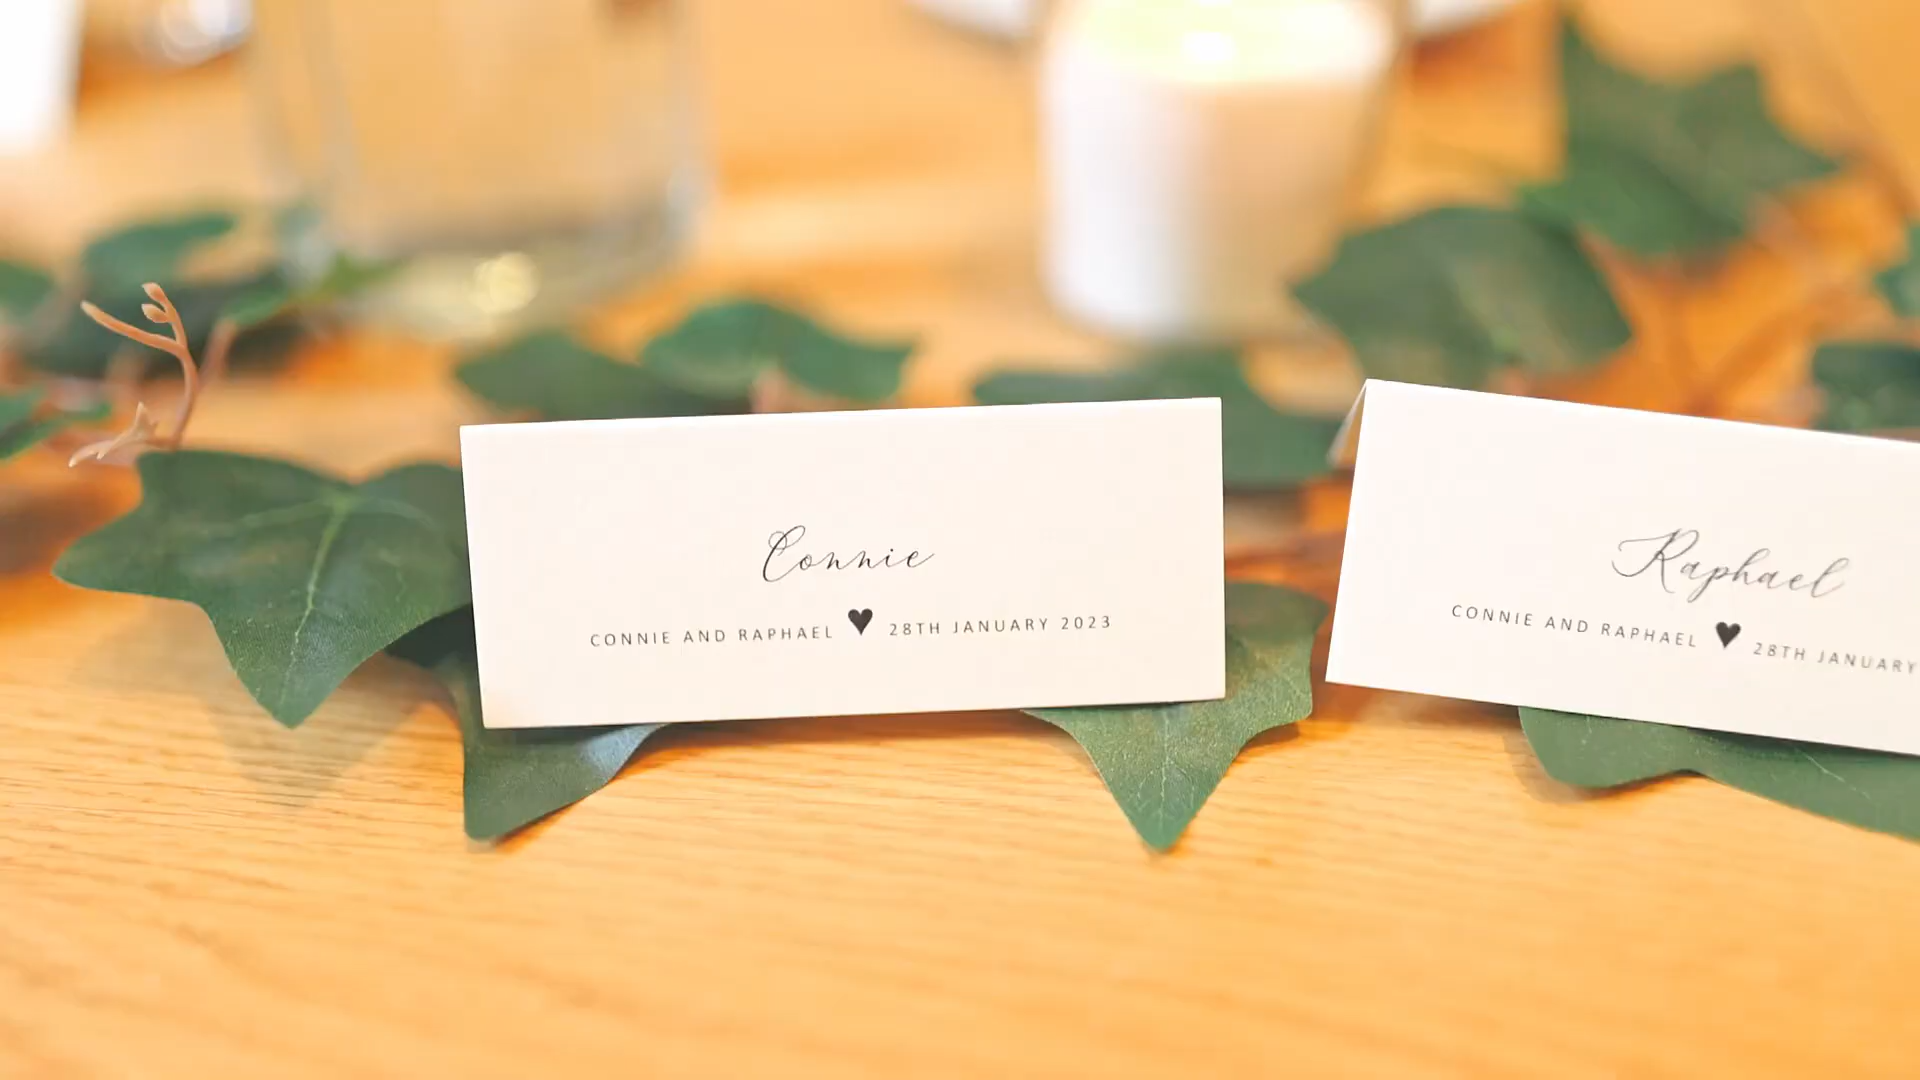 Connie
CONNIE AND RAPHAEL ♥ 28TH JANUARY 2023
Raphael
CONNIE AND RAPHAEL ♥ 28TH JANUARY